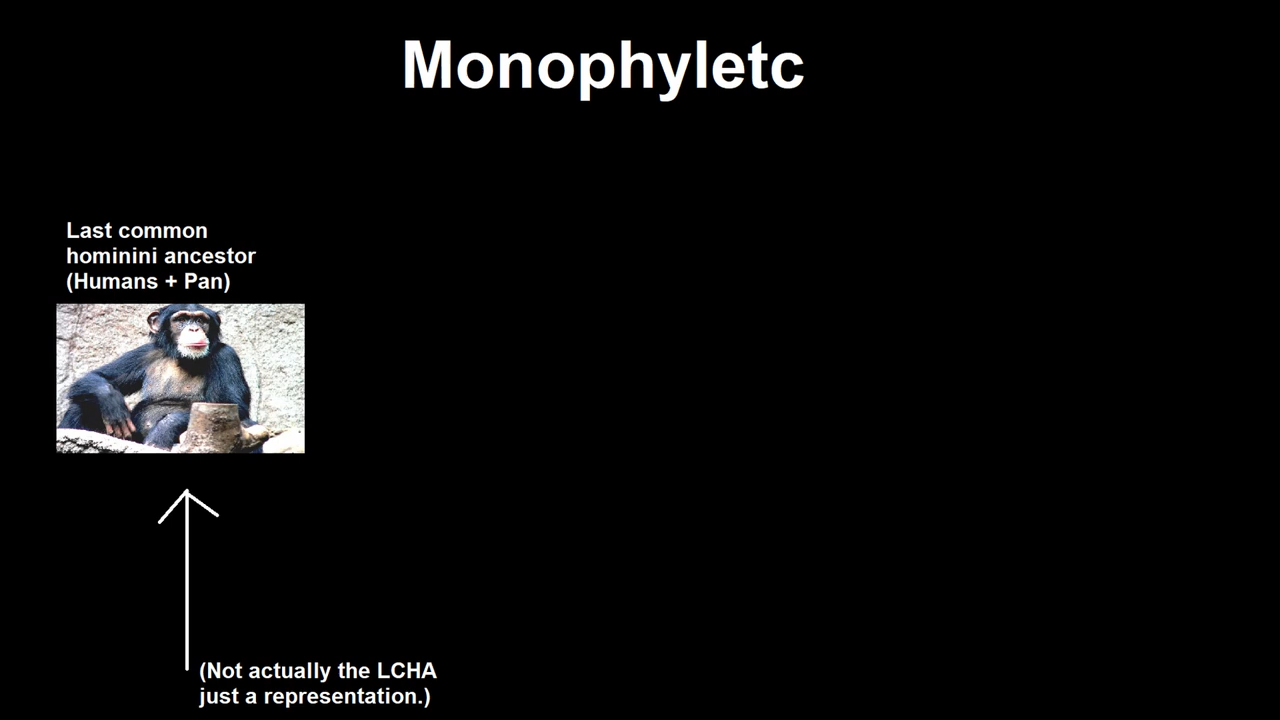 Monophyletc
Last common
hominini ancestor
(Humans + Pan)
(Not actually the LCHA
just a representation.)